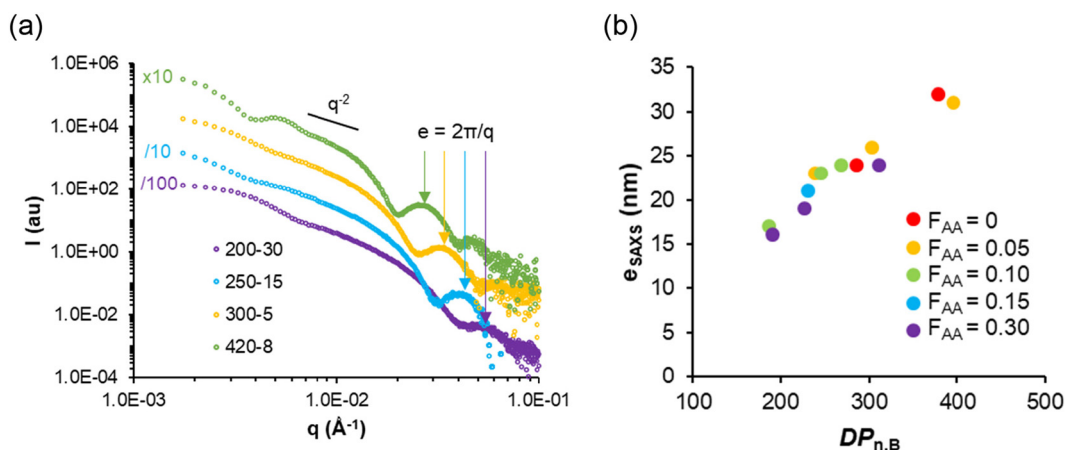 (a)
1.0E+06
1.0E+04
1.0E+02
1.0E+00
1.0E-02
1.0E-04
I (au)
x10
/10
/100
q⁻²
e = 2π/q
200-30
250-15
300-5
420-8
1.0E-03
1.0E-02
1.0E-01
q (Å⁻¹)
(b)
35
30
25
20
15
10
5
0
e_SAXS (nm)
F_AA = 0
F_AA = 0.05
F_AA = 0.10
F_AA = 0.15
F_AA = 0.30
100
200
300
400
500
DP_n,B